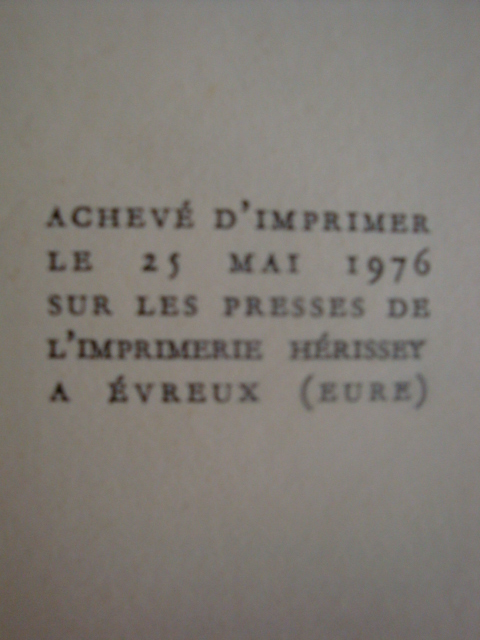 ACHEVÉ D'IMPRIMER
LE 25 MAI 1976
SUR LES PRESSES DE
L'IMPRIMERIE HÉRISSEY
A ÉVREUX (EURE)